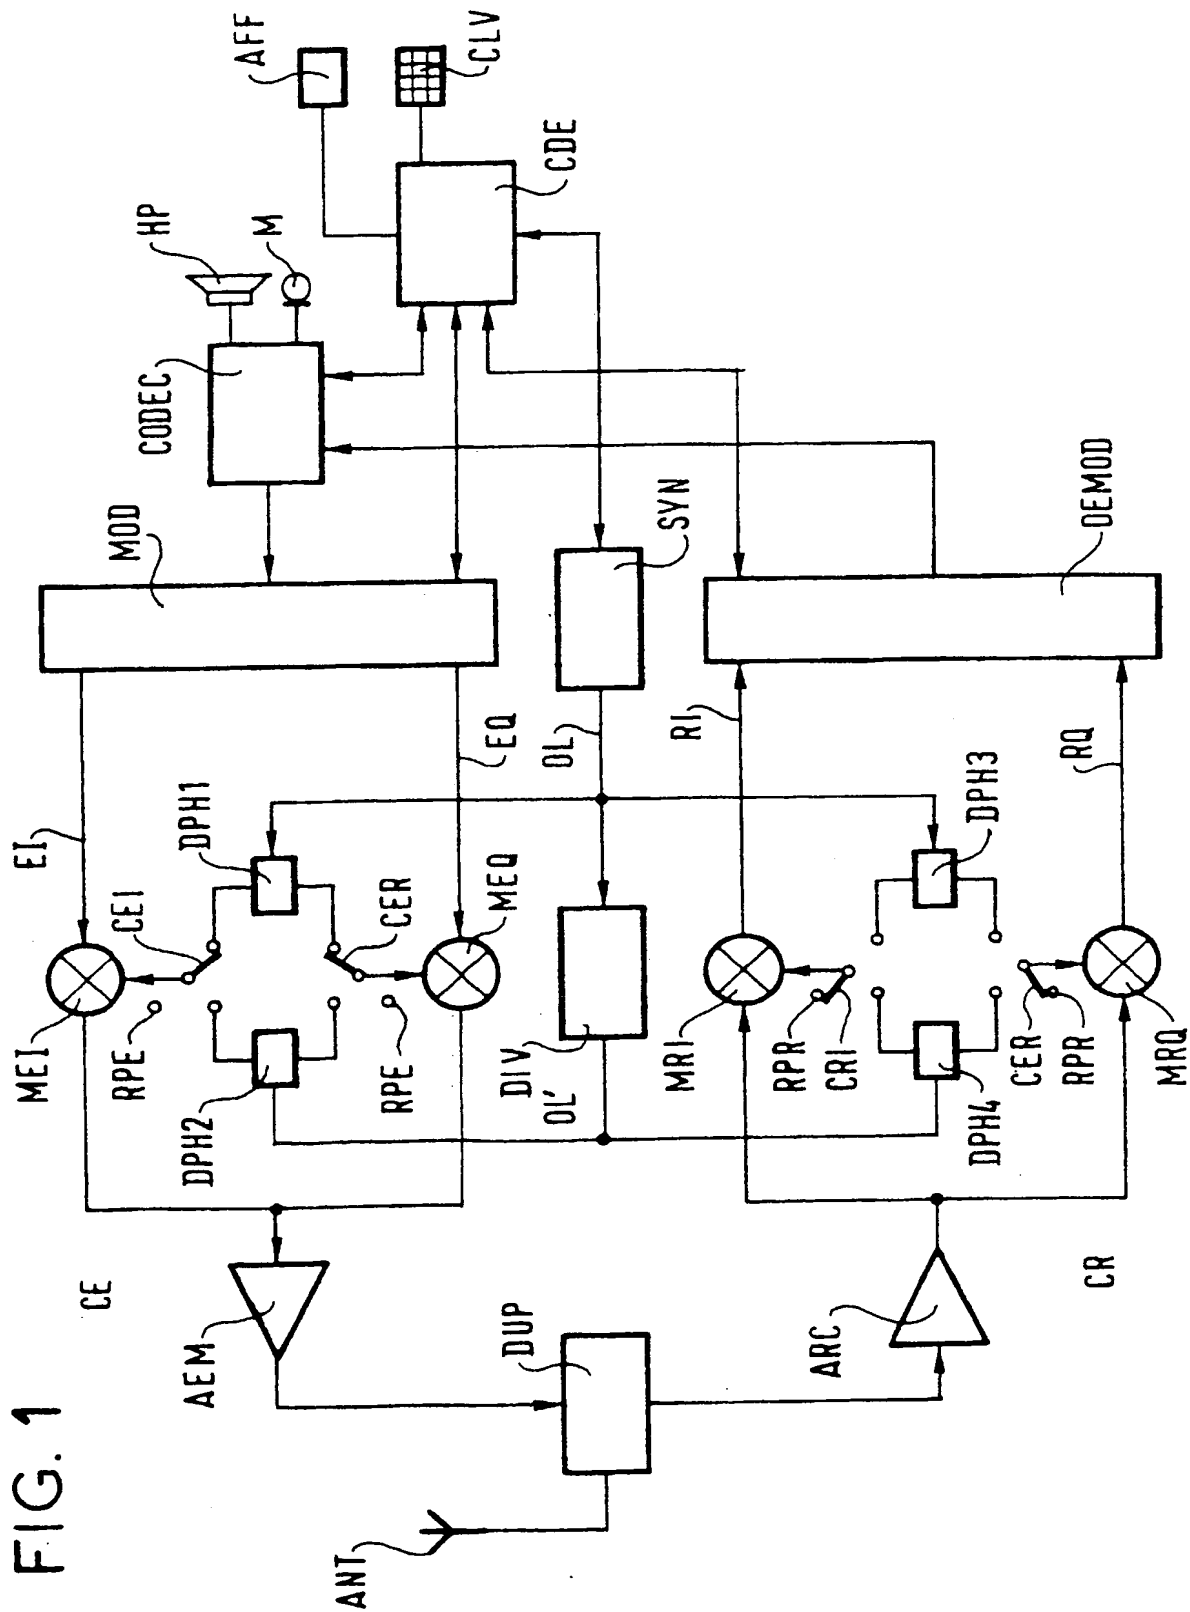 FIG. 1
CE
MEI
EI
MOD
CODEC
HP
AFF
RPE
CEI
DPH1
M
CLV
AEM
DPH2
RPE
CER
MEQ
EQ
CDE
ANT
DUP
DIV
OL'
OL
SYN
MRI
RI
ARC
RPR
CRI
DPH4
DPH3
DEMOD
CER
RPR
MRQ
RQ
CR